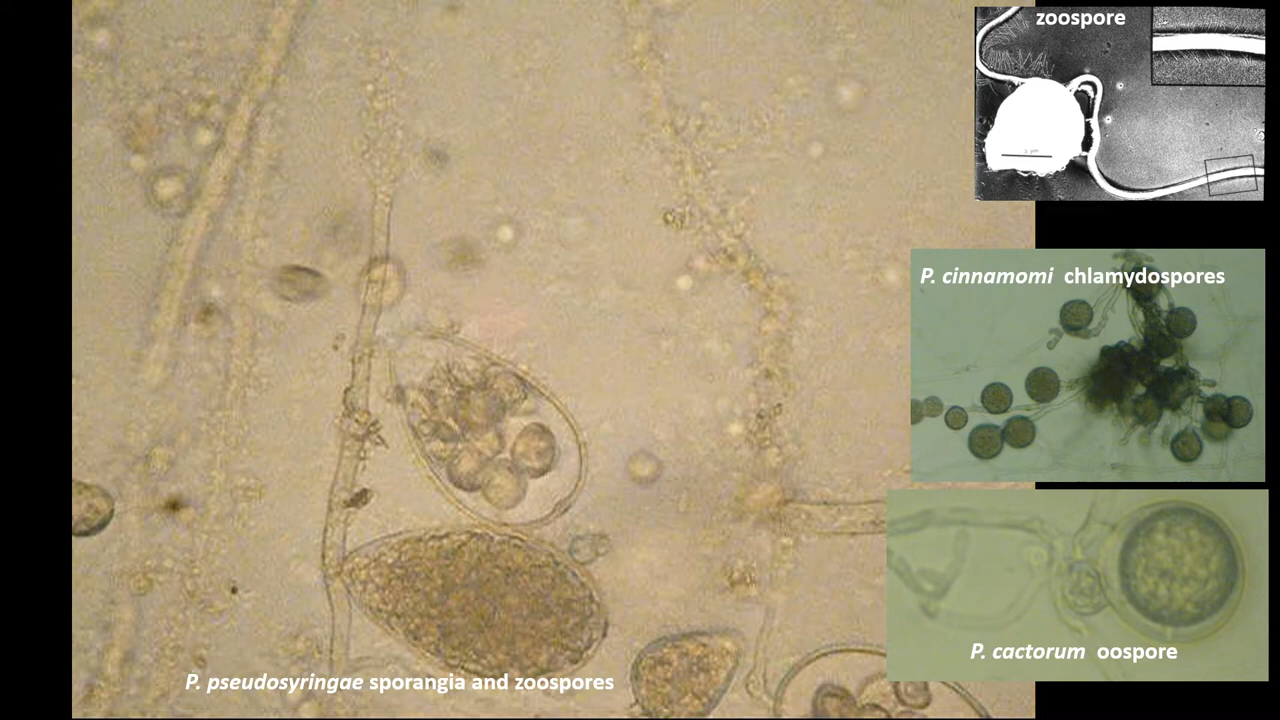 zoospore
P. cinnamomi chlamydospores
P. cactorum oospore
P. pseudosyringae sporangia and zoospores